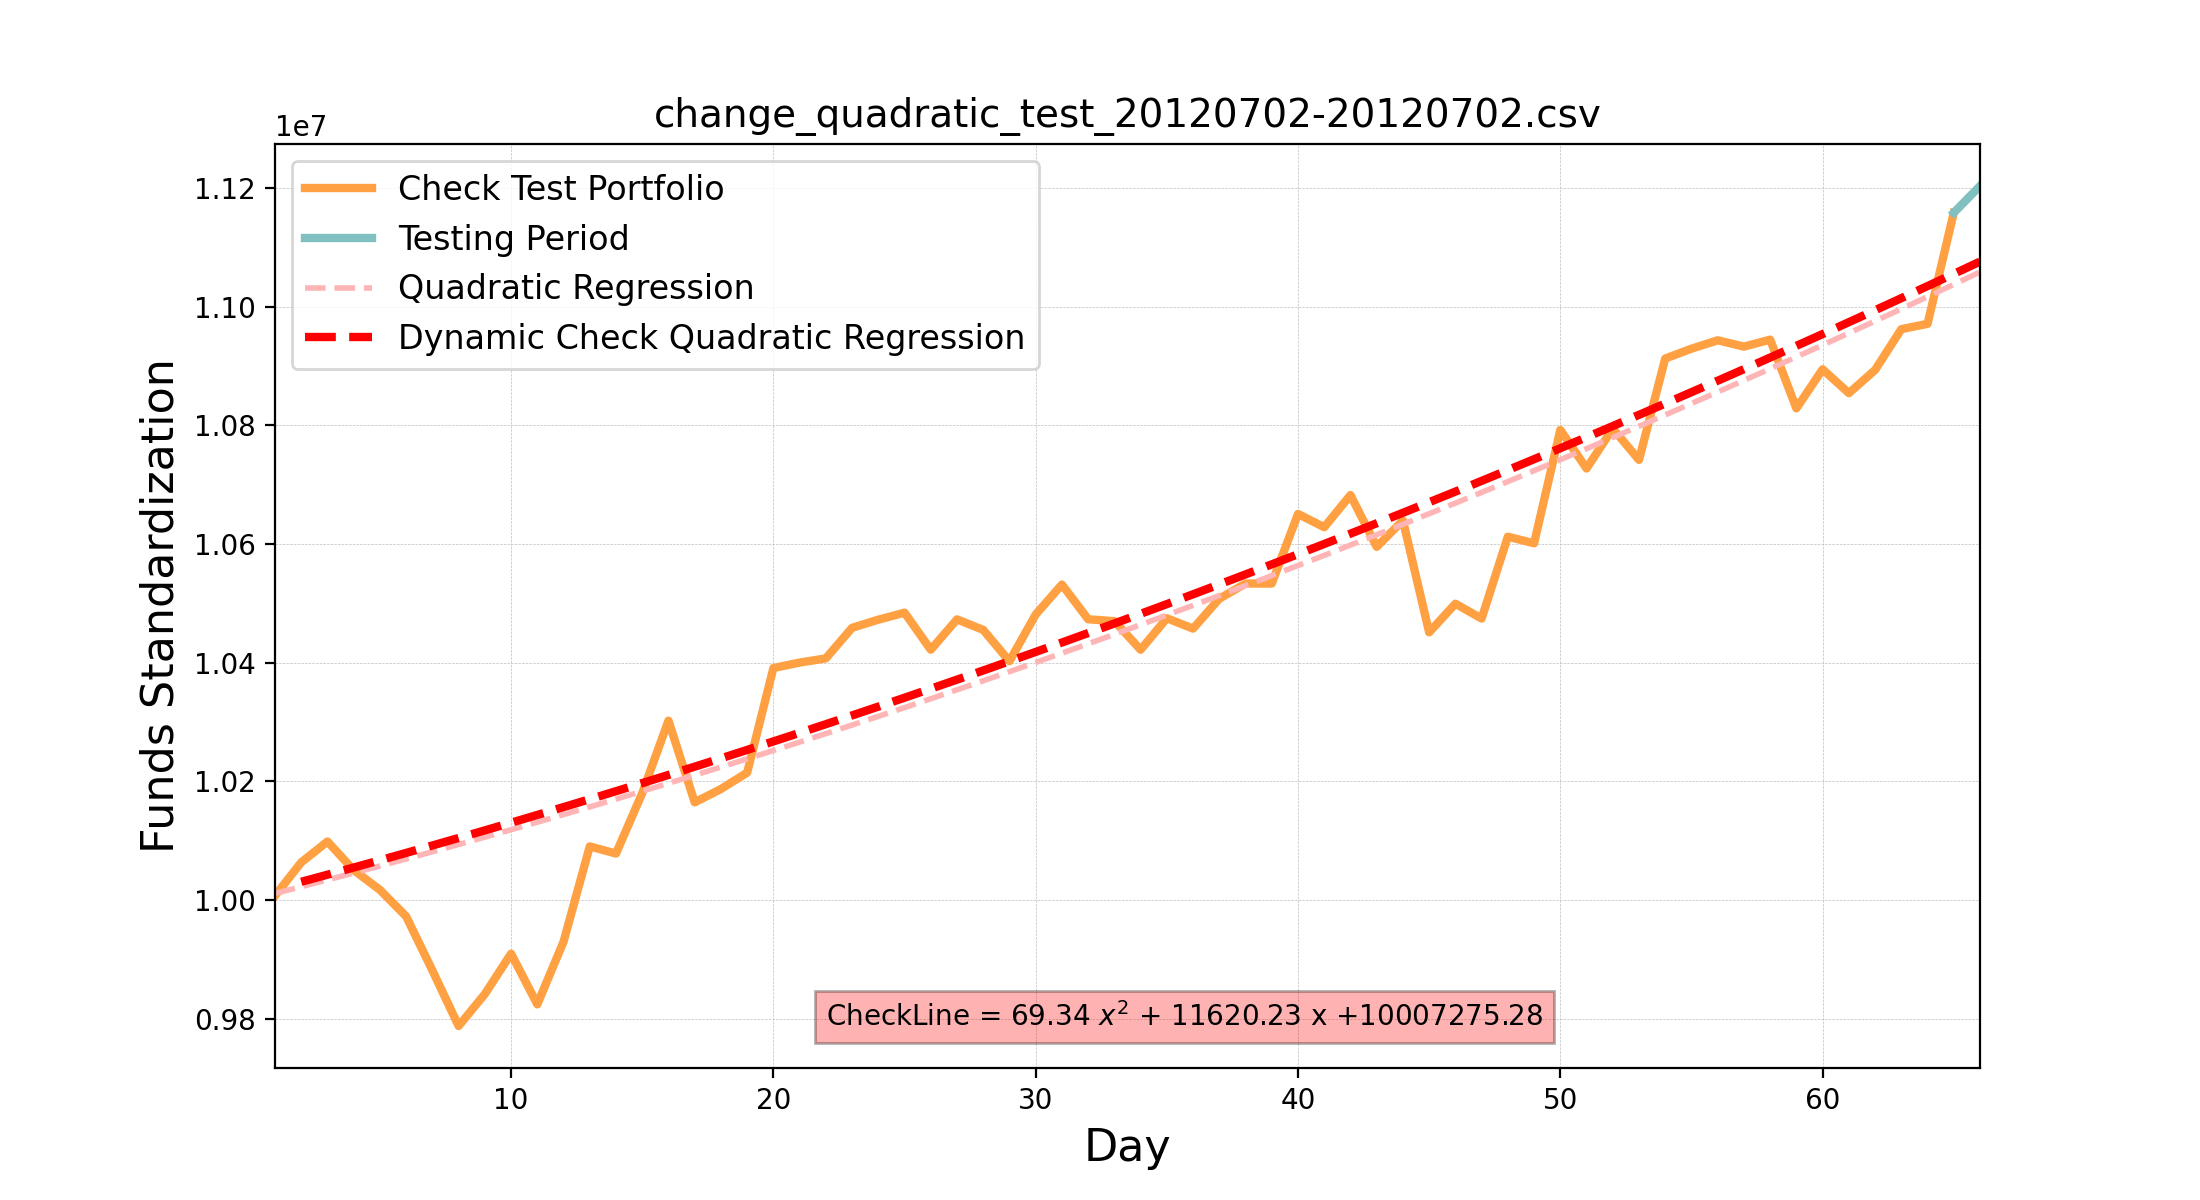 change_quadratic_test_20120702-20120702.csv
1e7
Check Test Portfolio
Testing Period
Quadratic Regression
Dynamic Check Quadratic Regression
1.12
1.10
1.08
1.06
1.04
1.02
1.00
0.98
Funds Standardization
CheckLine = 69.34 x² + 11620.23 x +10007275.28
10 20 30 40 50 60
Day